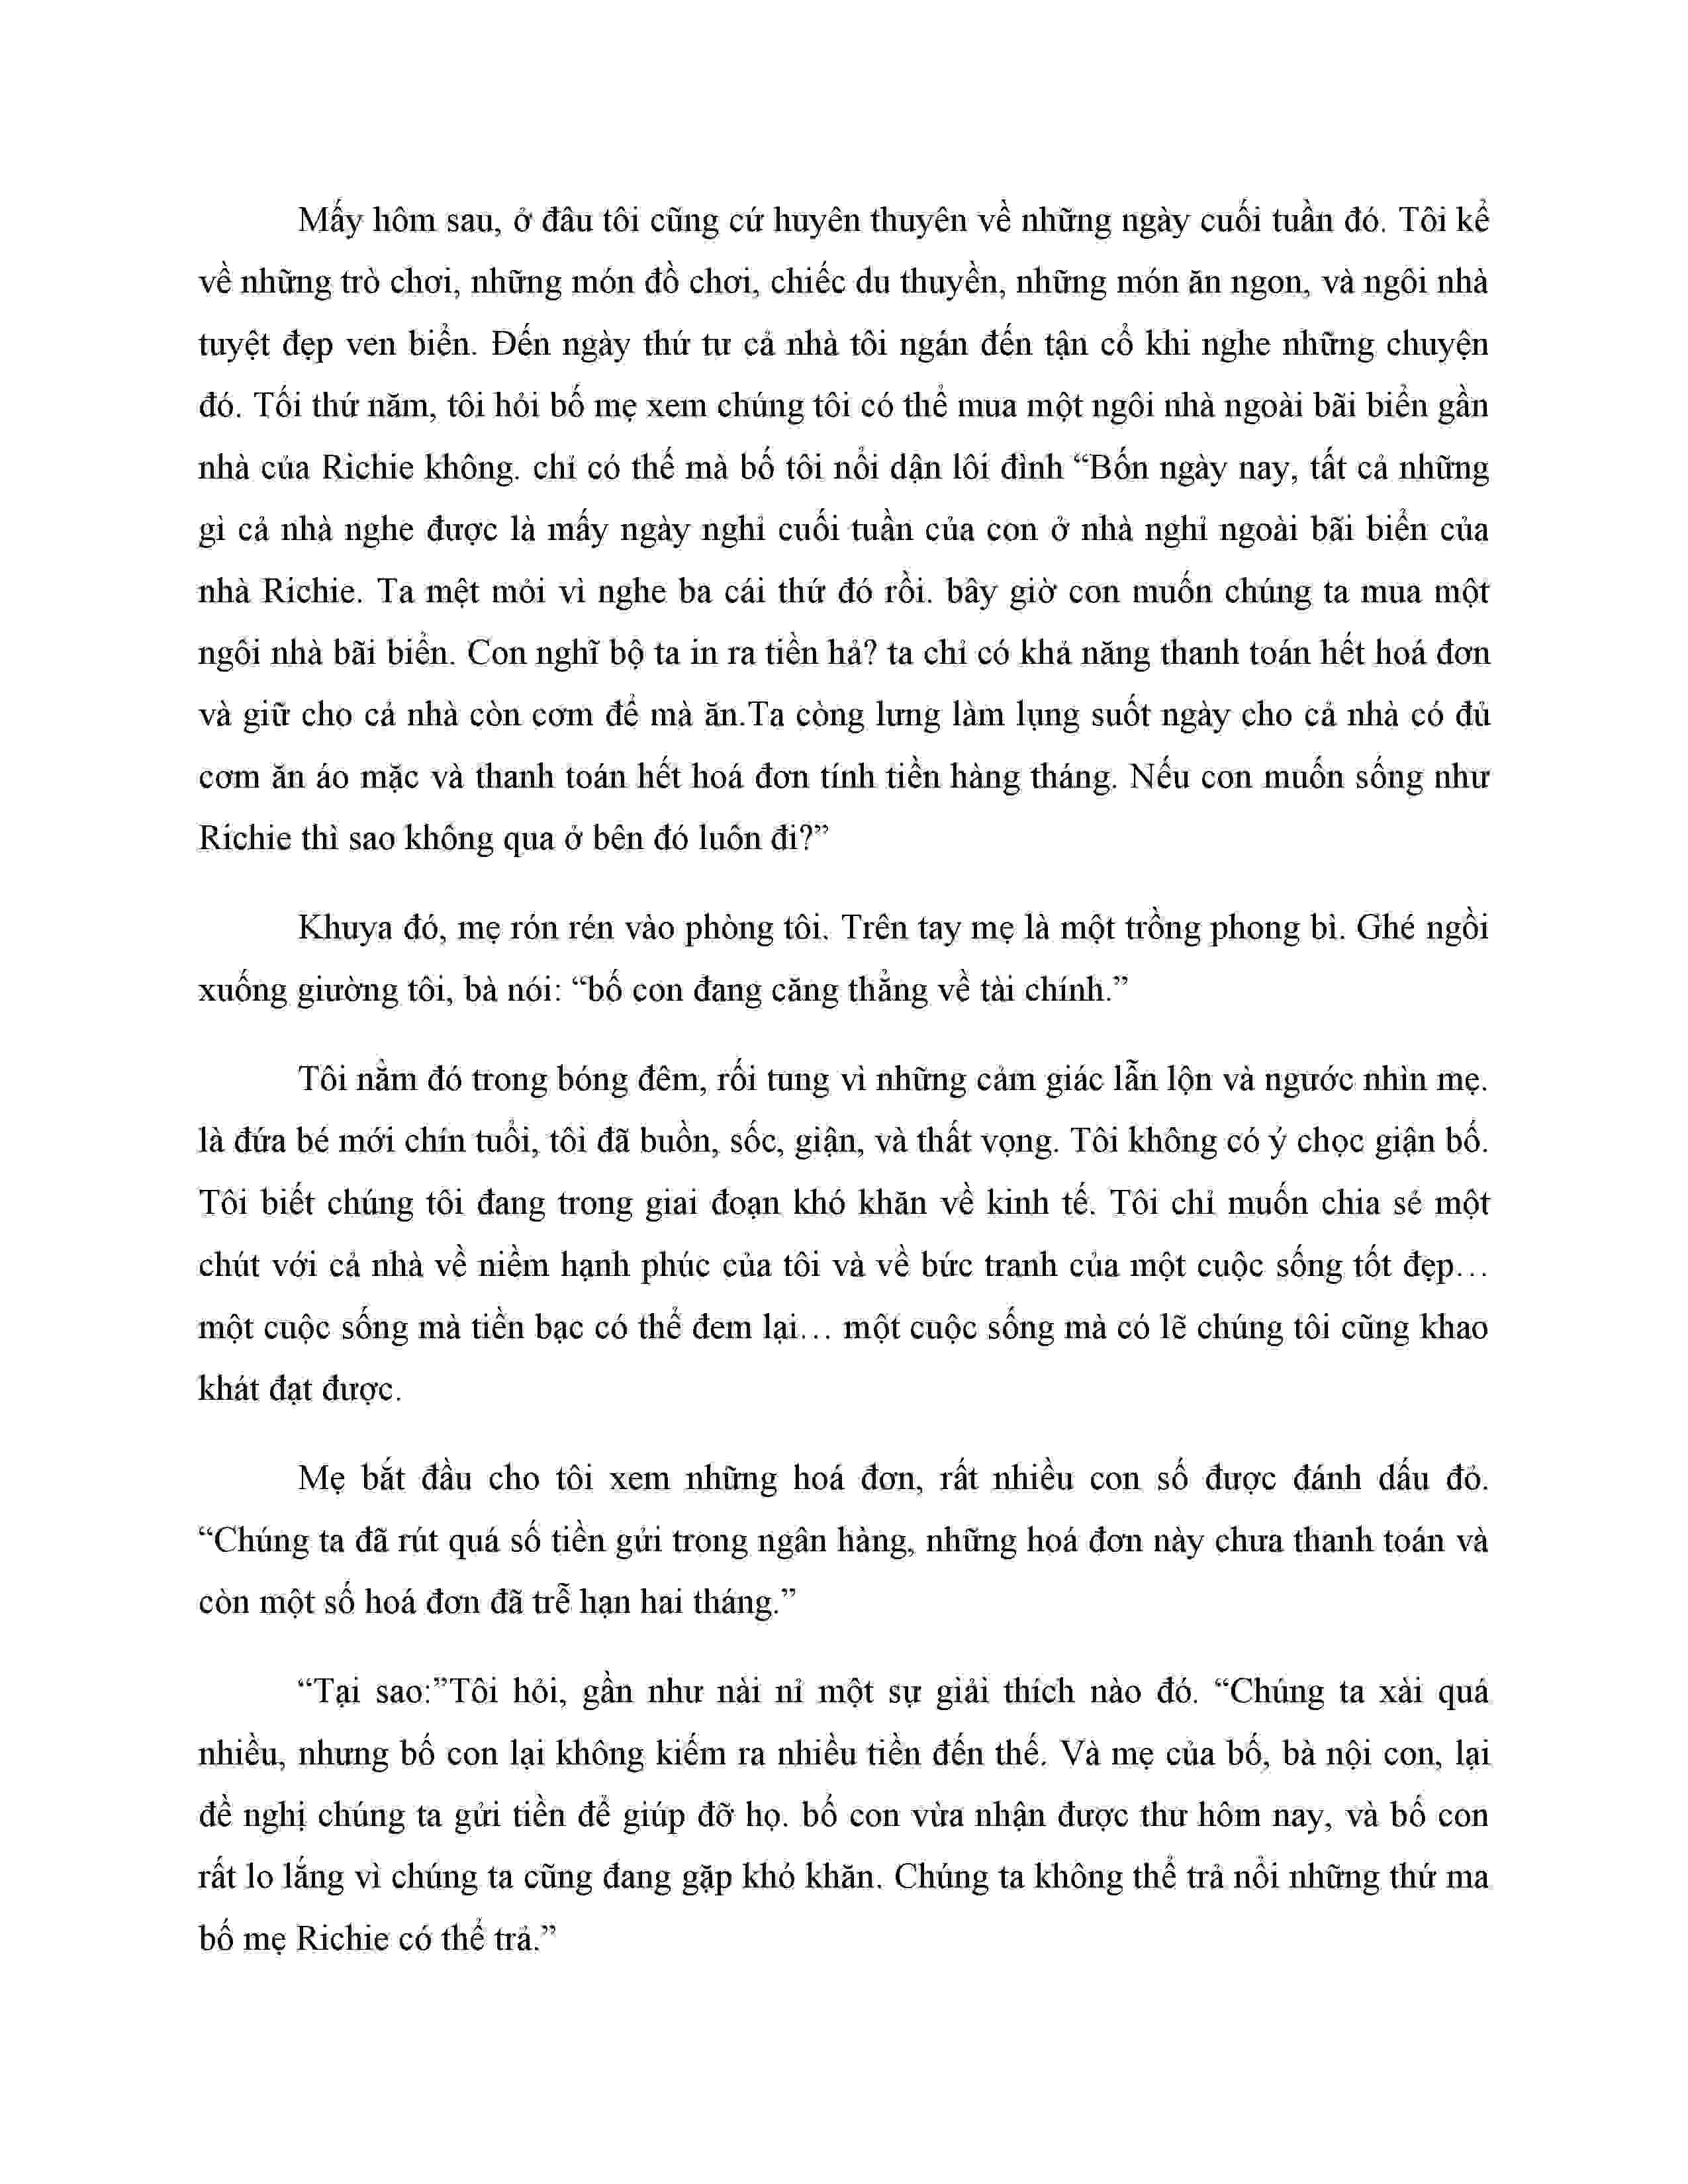 Mấy hôm sau, ở đâu tôi cũng cứ huyên thuyên về những ngày cuối tuần đó. Tôi kể
về những trò chơi, những món đồ chơi, chiếc du thuyền, những món ăn ngon, và ngôi nhà
tuyệt đẹp ven biển. Đến ngày thứ tư cả nhà tôi ngán đến tận cổ khi nghe những chuyện
đó. Tối thứ năm, tôi hỏi bố mẹ xem chúng tôi có thể mua một ngôi nhà ngoài bãi biển gần
nhà của Richie không. chỉ có thế mà bố tôi nổi dận lôi đình “Bốn ngày nay, tất cả những
gì cả nhà nghe được là mấy ngày nghỉ cuối tuần của con ở nhà nghỉ ngoài bãi biển của
nhà Richie. Ta mệt mỏi vì nghe ba cái thứ đó rồi. bây giờ con muốn chúng ta mua một
ngôi nhà bãi biển. Con nghĩ bộ ta in ra tiền hả? ta chỉ có khả năng thanh toán hết hoá đơn
và giữ cho cả nhà còn cơm để mà ăn.Ta còng lưng làm lụng suốt ngày cho cả nhà có đủ
cơm ăn áo mặc và thanh toán hết hoá đơn tính tiền hàng tháng. Nếu con muốn sống như
Richie thì sao không qua ở bên đó luôn đi?”
Khuya đó, mẹ rón rén vào phòng tôi. Trên tay mẹ là một trồng phong bì. Ghé ngồi
xuống giường tôi, bà nói: “bố con đang căng thẳng về tài chính.”
Tôi nằm đó trong bóng đêm, rối tung vì những cảm giác lẫn lộn và ngước nhìn mẹ.
là đứa bé mới chín tuổi, tôi đã buồn, sốc, giận, và thất vọng. Tôi không có ý chọc giận bố.
Tôi biết chúng tôi đang trong giai đoạn khó khăn về kinh tế. Tôi chỉ muốn chia sẻ một
chút với cả nhà về niềm hạnh phúc của tôi và về bức tranh của một cuộc sống tốt đẹp…
một cuộc sống mà tiền bạc có thể đem lại… một cuộc sống mà có lẽ chúng tôi cũng khao
khát đạt được.
Mẹ bắt đầu cho tôi xem những hoá đơn, rất nhiều con số được đánh dấu đỏ.
“Chúng ta đã rút quá số tiền gửi trong ngân hàng, những hoá đơn này chưa thanh toán và
còn một số hoá đơn đã trễ hạn hai tháng.”
“Tại sao:”Tôi hỏi, gần như nài nỉ một sự giải thích nào đó. “Chúng ta xài quá
nhiều, nhưng bố con lại không kiếm ra nhiều tiền đến thế. Và mẹ của bố, bà nội con, lại
đề nghị chúng ta gửi tiền để giúp đỡ họ. bố con vừa nhận được thư hôm nay, và bố con
rất lo lắng vì chúng ta cũng đang gặp khó khăn. Chúng ta không thể trả nổi những thứ ma
bố mẹ Richie có thể trả.”